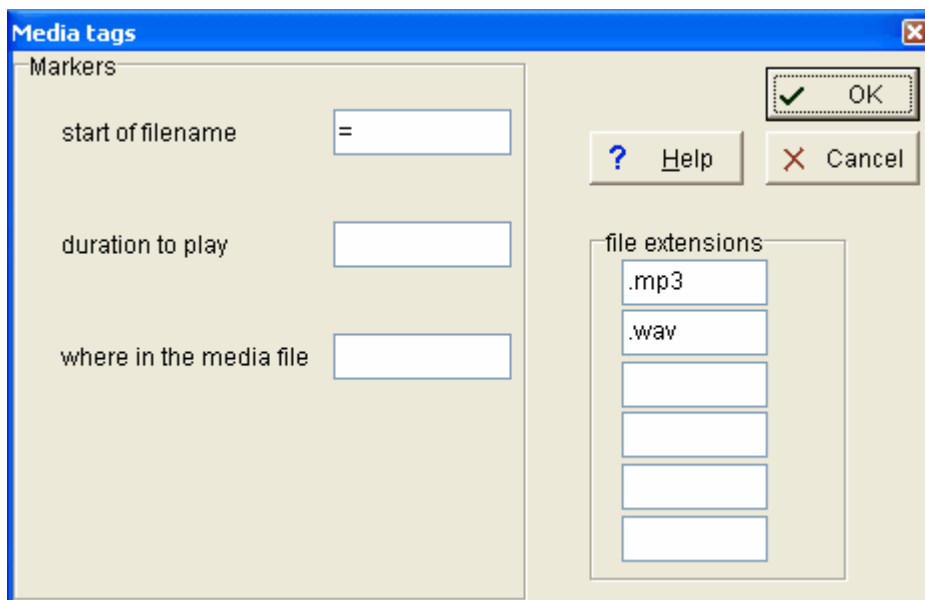 Media tags
Markers
start of filename
=
duration to play
where in the media file
OK
? Help
Cancel
file extensions
.mp3
.wav